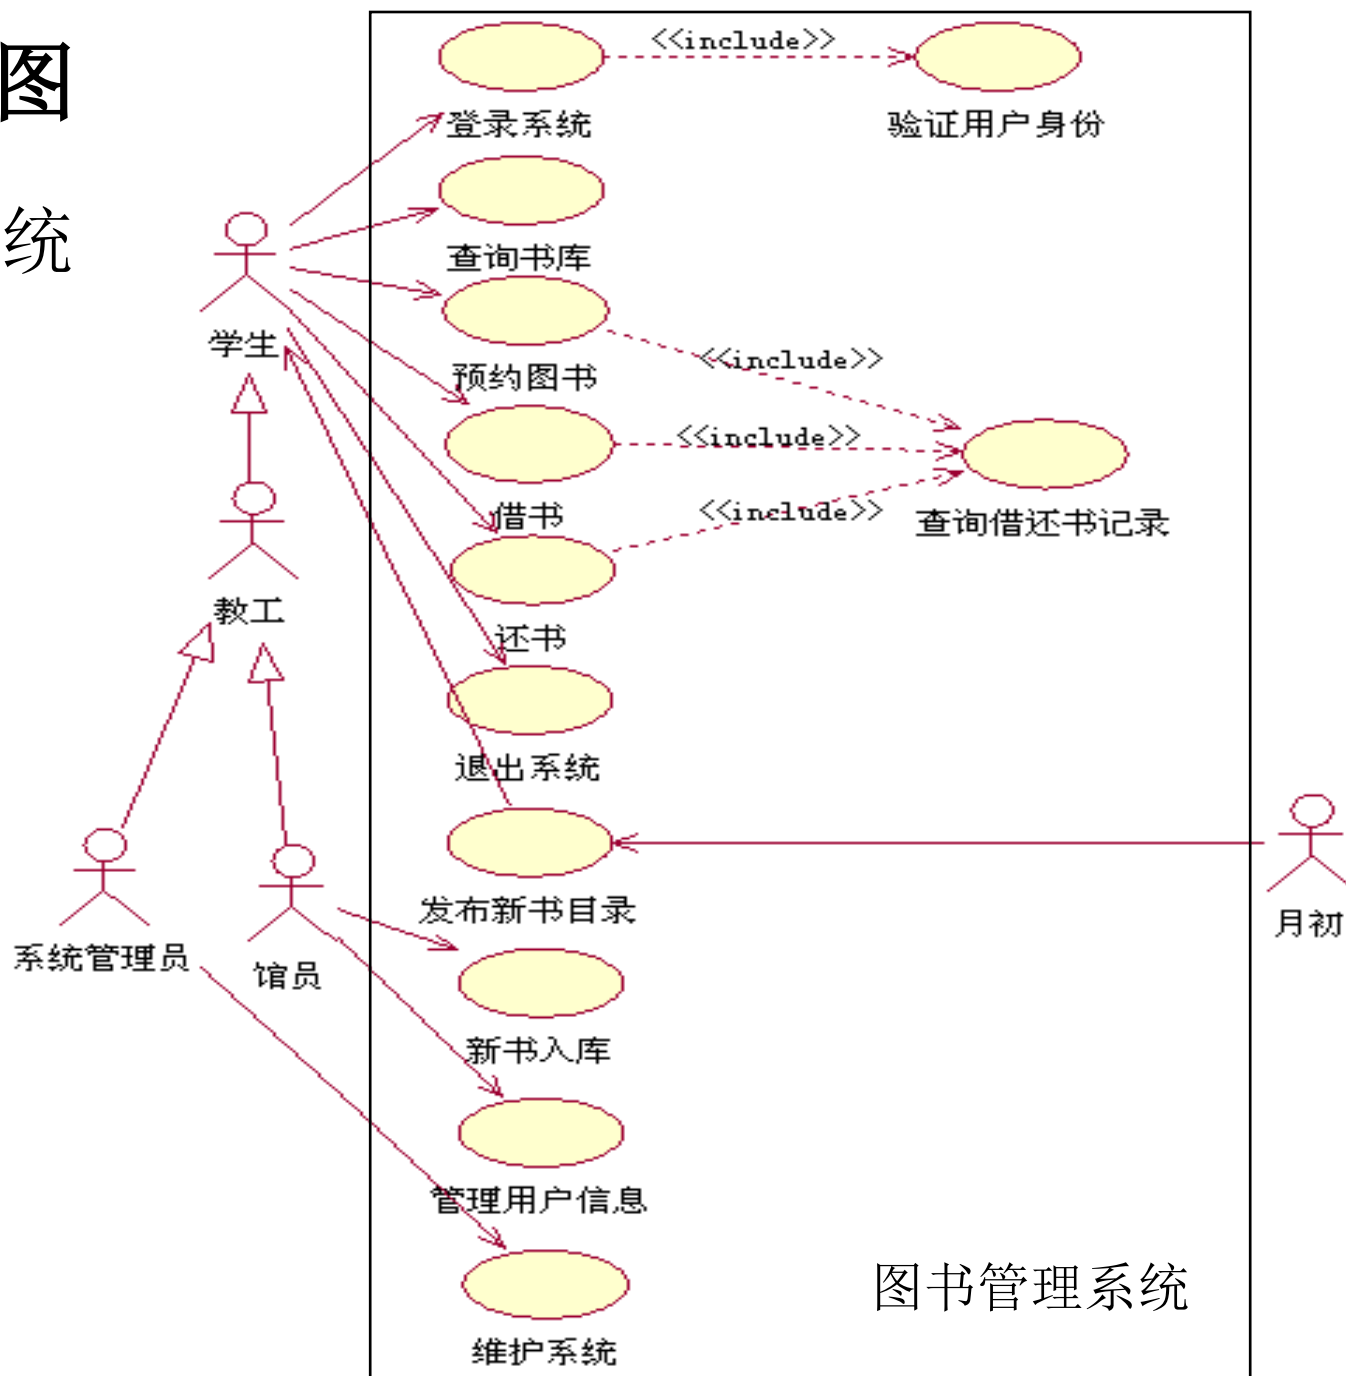 图
统
<<include>>
登录系统
验证用户身份
查询书库
学生
<<include>>
预约图书
<<include>>
借书
<<include>>
查询借还书记录
教工
还书
退出系统
发布新书目录
月初
系统管理员
馆员
新书入库
管理用户信息
图书管理系统
维护系统